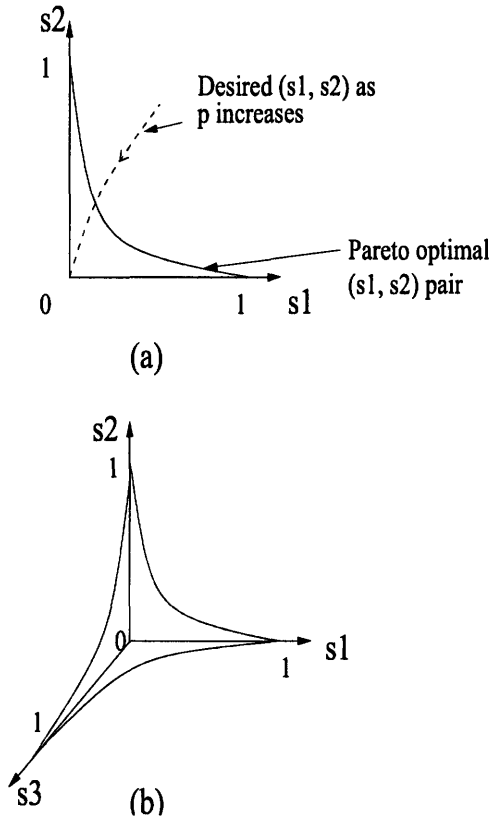 s2
1
Desired (s1, s2) as
p increases
Pareto optimal
(s1, s2) pair
0
1
s1
(a)
s2
1
0
s1
1
1
s3
(b)